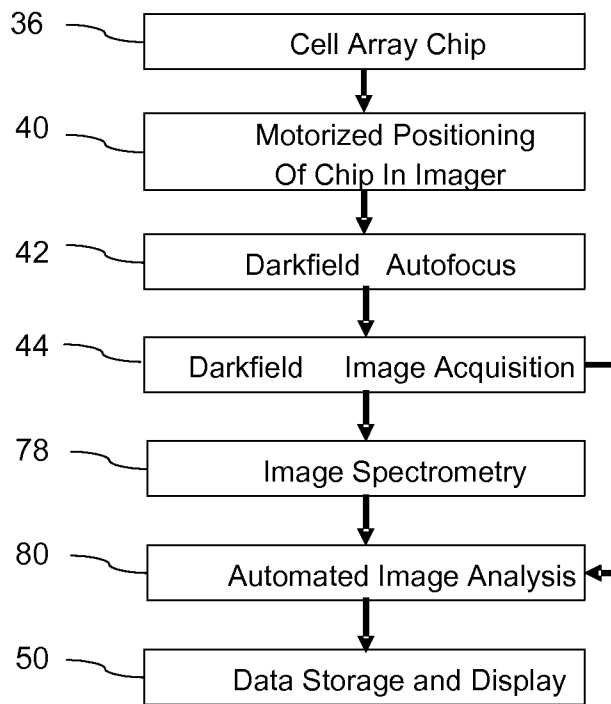 36
Cell Array Chip
40
Motorized Positioning
Of Chip In Imager
42
Darkfield Autofocus
44
Darkfield Image Acquisition
78
Image Spectrometry
80
Automated Image Analysis
50
Data Storage and Display